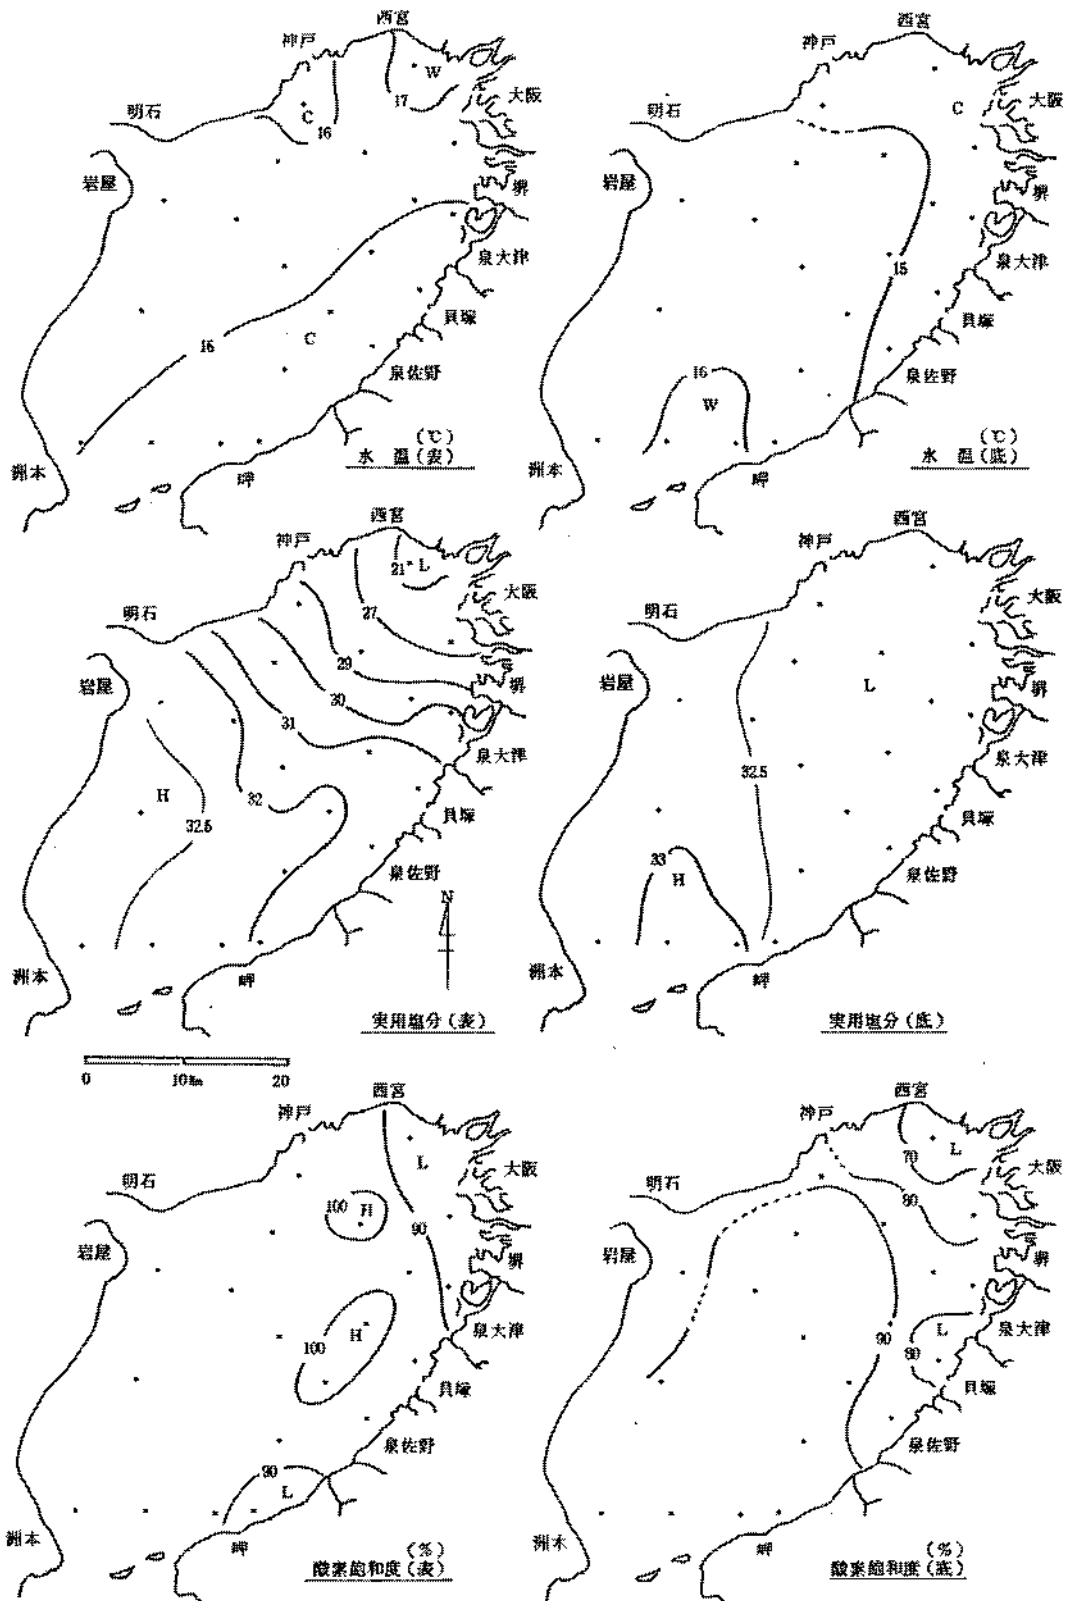 西宮
神戸
W
17
大阪
明石
C
16
岩屋
堺
泉大津
貝塚
16
C
泉佐野
洲本
岬
(℃)
水 温(表)
西宮
神戸
C
大阪
明石
岩屋
堺
泉大津
15
貝塚
16
W
泉佐野
洲本
岬
(℃)
水 温(底)
西宮
神戸
21
L
大阪
明石
27
29
岩屋
堺
30
31
泉大津
H
32
32.5
貝塚
泉佐野
N
洲本
岬
実用塩分(表)
西宮
神戸
大阪
明石
岩屋
L
堺
32.5
泉大津
貝塚
33
H
泉佐野
洲本
岬
実用塩分(底)
0 10Km 20
西宮
神戸
L
大阪
明石
100
H
90
岩屋
堺
H
100
泉大津
貝塚
泉佐野
90
L
洲本
岬
(%)
酸素飽和度(表)
西宮
神戸
L
70
大阪
明石
80
岩屋
堺
L
泉大津
90
80
貝塚
泉佐野
洲本
岬
(%)
酸素飽和度(底)